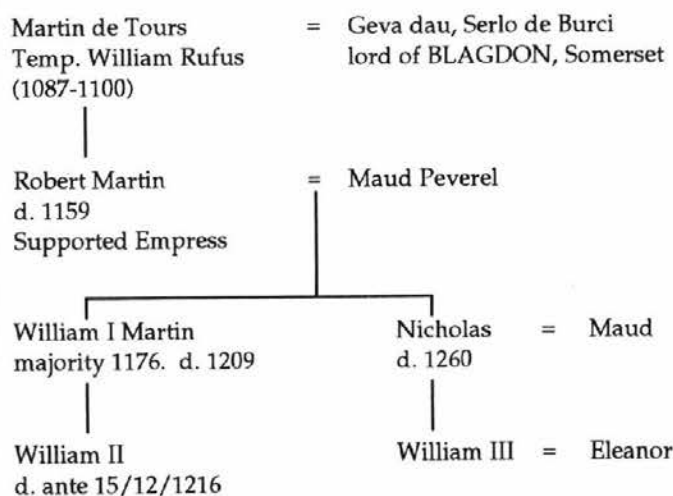 Martin de Tours = Geva dau, Serlo de Burci
Temp. William Rufus lord of BLAGDON, Somerset
(1087-1100)
Robert Martin = Maud Peverel
d. 1159
Supported Empress
William I Martin Nicholas = Maud
majority 1176. d. 1209 d. 1260
William II William III = Eleanor
d. ante 15/12/1216